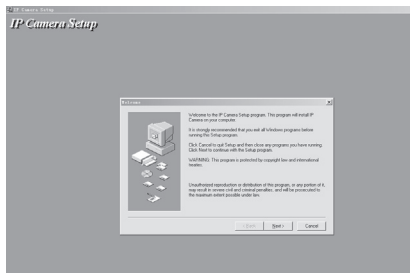 IP Camera Setup
IP Camera Setup
Welcome
Welcome to the IP Camera Setup program. This program will install IP
Camera on your computer.
It is strongly recommended that you exit all Windows programs before
running this Setup program.
Click Cancel to quit Setup and then close any programs you have running.
Click Next to continue with the Setup program.
WARNING: This program is protected by copyright law and international
treaties.
Unauthorized reproduction or distribution of this program, or any portion of it,
may result in severe civil and criminal penalties, and will be prosecuted to
the maximum extent possible under law.
< Back Next > Cancel